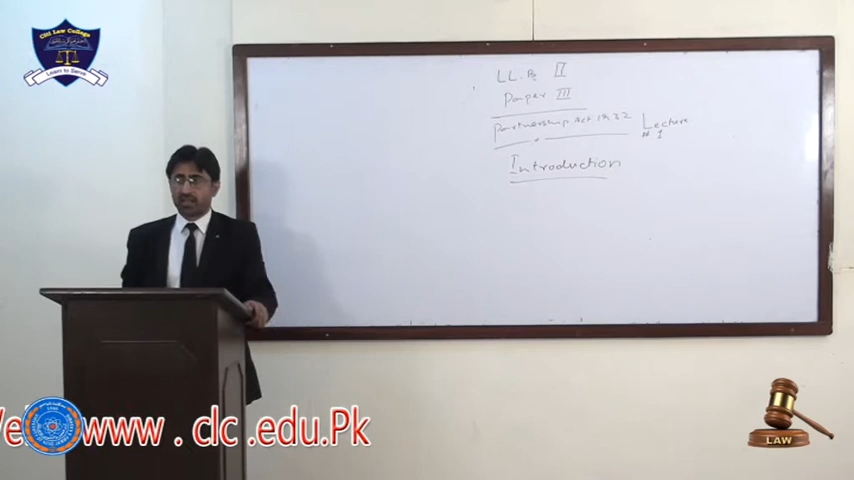 Citi Law College
Learn to Serve
LL.B II
Paper III
Partnership Act 1932
Lecture
# 1
Introduction
www . clc .edu.Pk
LAW